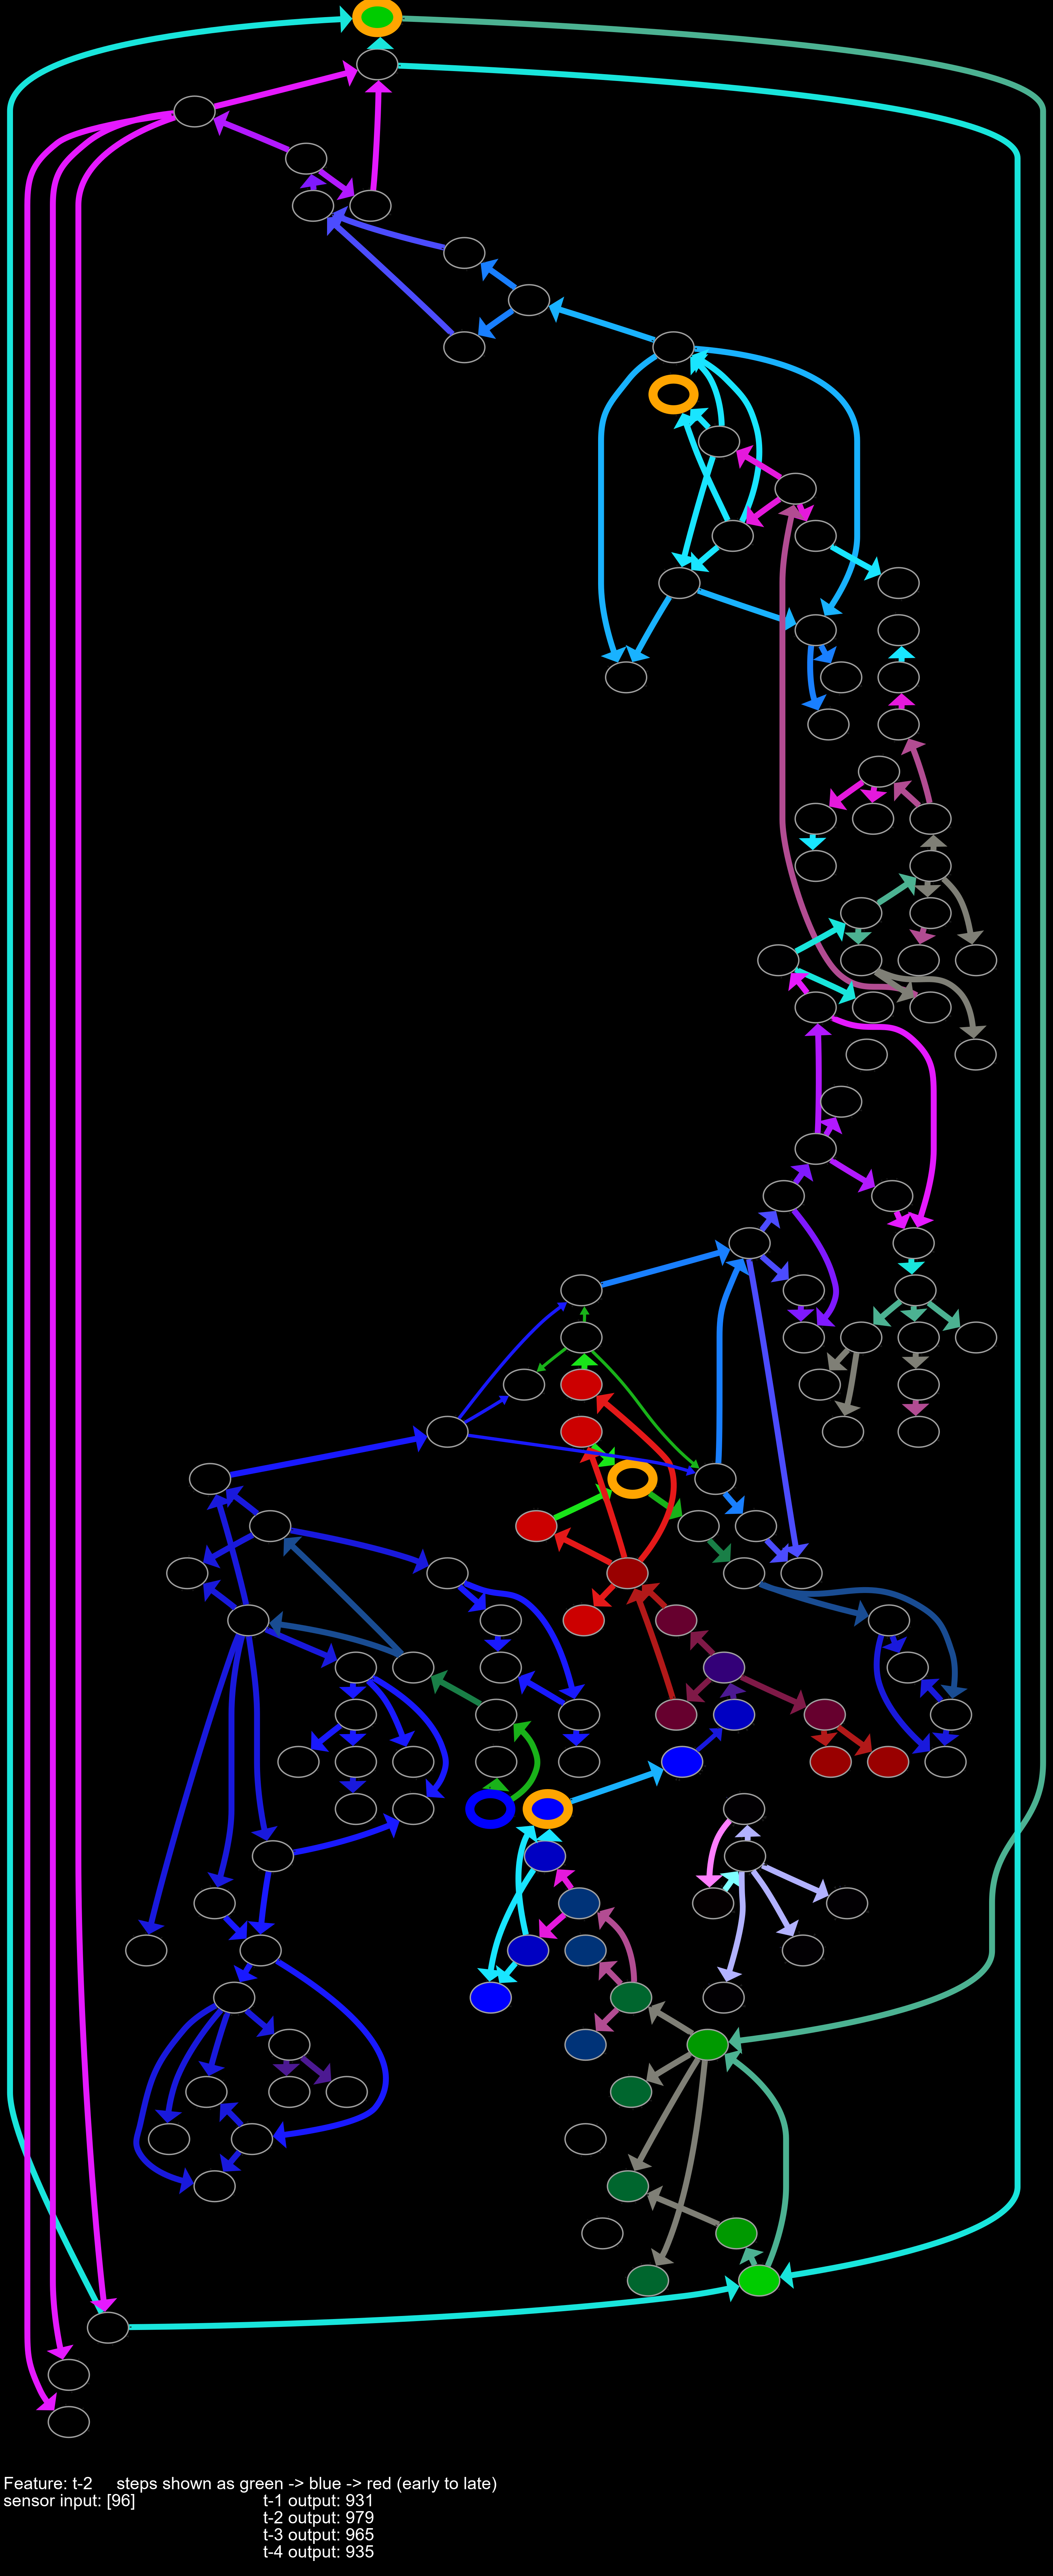 Feature: t-2 steps shown as green -> blue -> red (early to late)
sensor input: [96] t-1 output: 931
t-2 output: 979
t-3 output: 965
t-4 output: 935